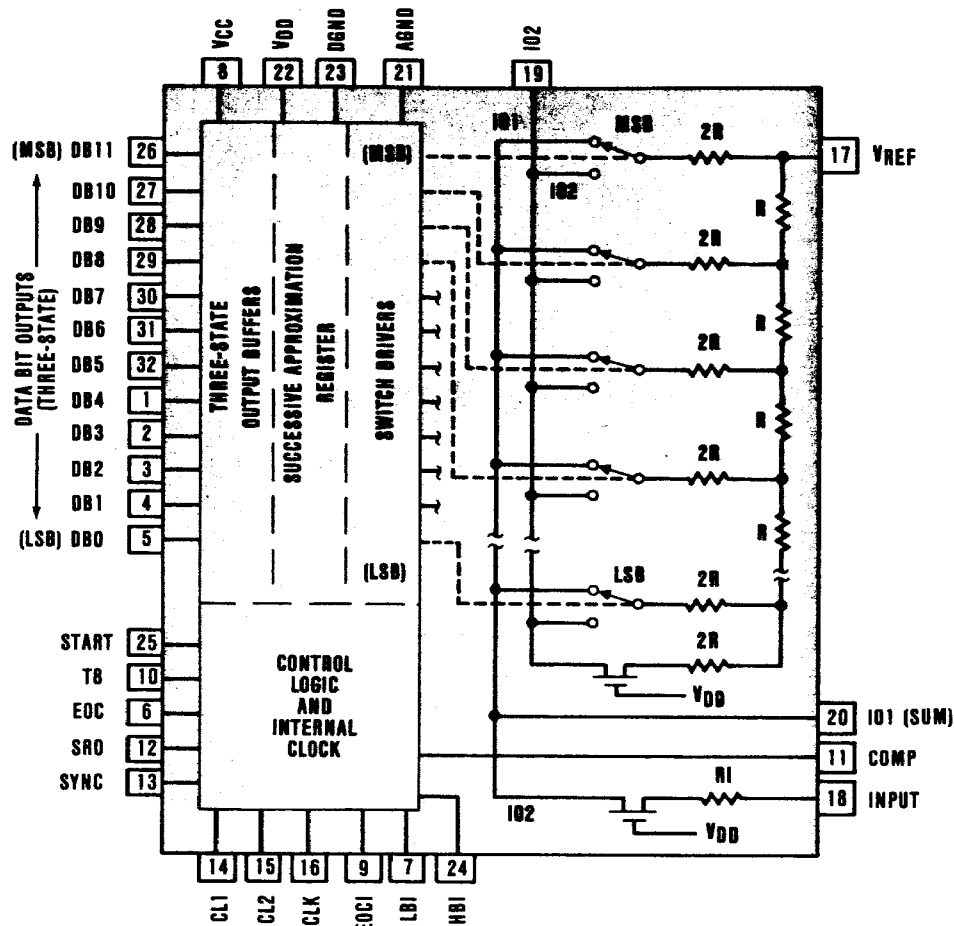 VCC
VDD
DGND
AGND
IO2
8
22
23
21
19
(MSB) DB11 26
DB10 27
DB9 28
DB8 29
DB7 30
DB6 31
DB5 32
DB4 1
DB3 2
DB2 3
DB1 4
(LSB) DB0 5
DATA BIT OUTPUTS
(THREE-STATE)
THREE-STATE
OUTPUT BUFFERS
SUCCESSIVE APPROXIMATION
REGISTER
SWITCH DRIVERS
(MSB)
(LSB)
IO1
MSB
2R
17 VREF
IO2
2R
2R
2R
LSB
2R
2R
VDD
START 25
T8 10
EOC 6
SRO 12
SYNC 13
CONTROL
LOGIC
AND
INTERNAL
CLOCK
20 IO1 (SUM)
11 COMP
RI
18 INPUT
IO2
VDD
14
15
16
9
7
24
CL1
CL2
CLK
LBI
HBI